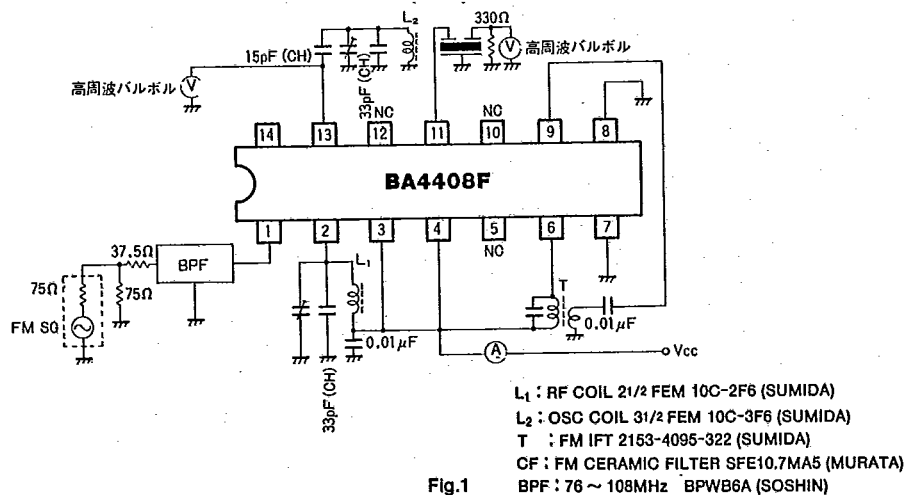 L₂
330Ω
15pF (CH)
33pF (CH)
高周波バルボル
V
V
高周波バルボル
NC
NC
14
13
12
11
10
9
8
BA4408F
1
2
3
4
5
6
7
NC
37.5Ω
BPF
L₁
75Ω
75Ω
FM SG
T
0.01μF
0.01μF
33pF (CH)
A
Vcc
L₁ : RF COIL 2 1/2 FEM 10C-2F6 (SUMIDA)
L₂ : OSC COIL 3 1/2 FEM 10C-3F6 (SUMIDA)
T : FM IFT 2153-4095-322 (SUMIDA)
CF : FM CERAMIC FILTER SFE10.7MA5 (MURATA)
Fig.1 BPF : 76 ~ 108MHz BPWB6A (SOSHIN)